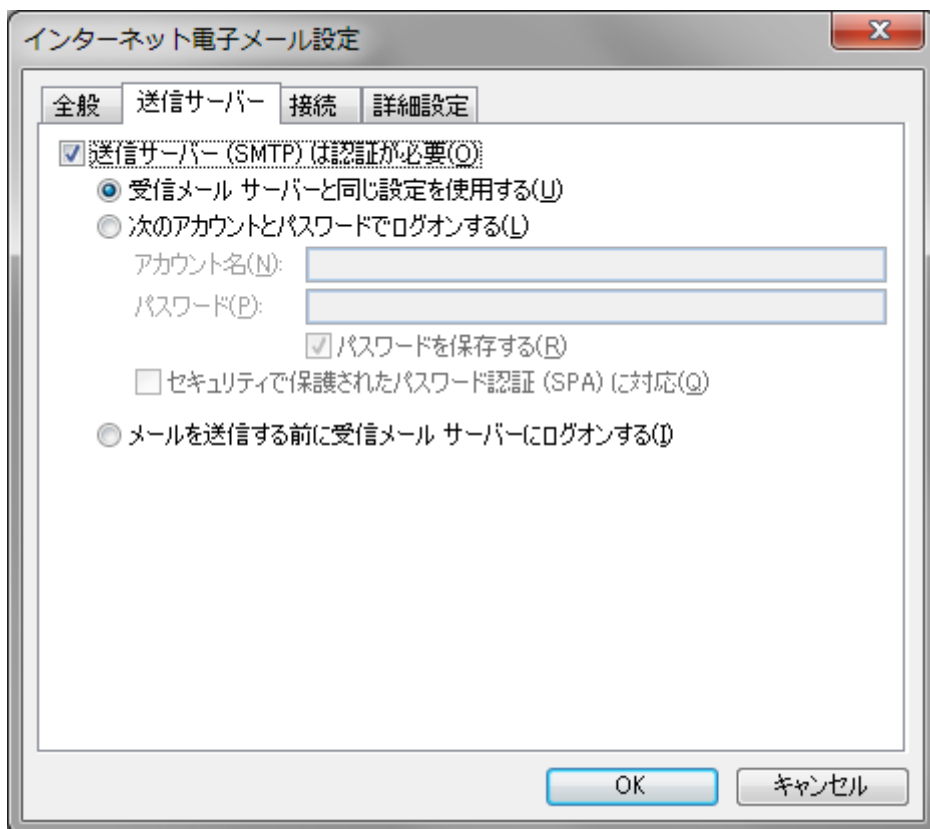 インターネット電子メール設定
全般 送信サーバー 接続 詳細設定
送信サーバー (SMTP) は認証が必要(O)
受信メール サーバーと同じ設定を使用する(U)
次のアカウントとパスワードでログオンする(L)
アカウント名(N):
パスワード(P):
パスワードを保存する(R)
セキュリティで保護されたパスワード認証 (SPA) に対応(Q)
メールを送信する前に受信メール サーバーにログオンする(I)
OK キャンセル